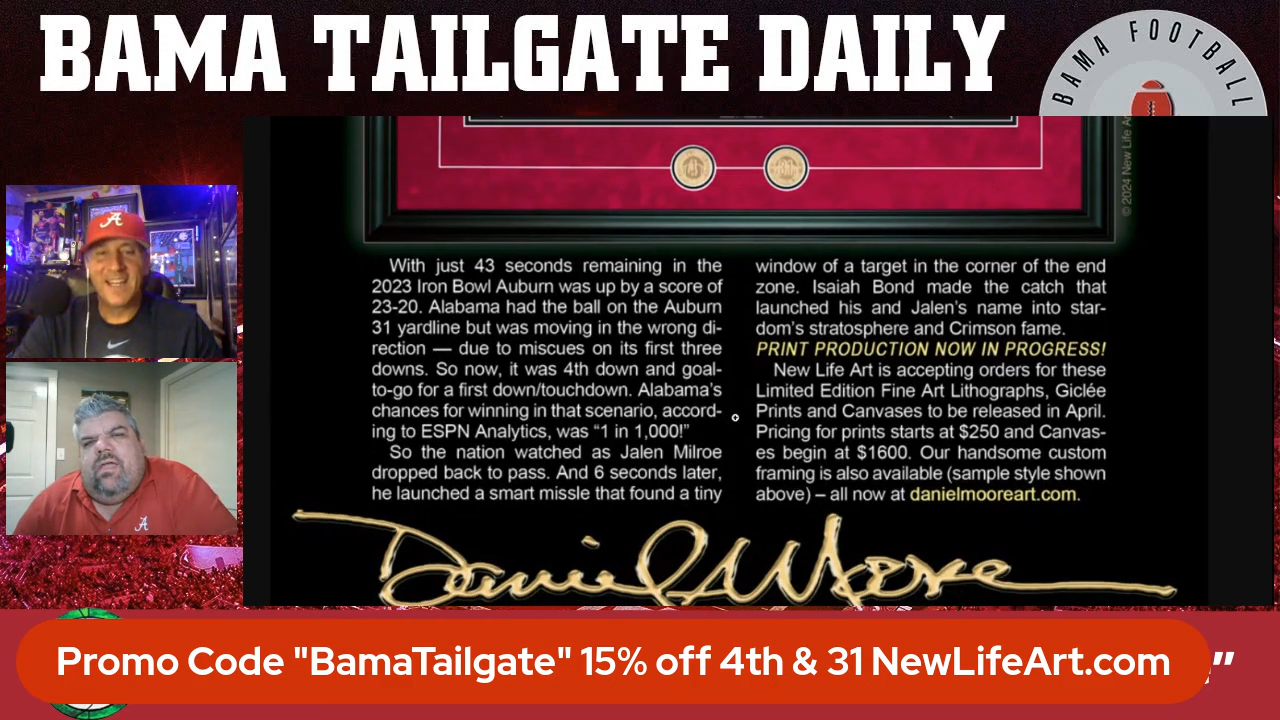 BAMA TAILGATE DAILY
BAMA FOOTBALL
© 2024 New Life Ar
With just 43 seconds remaining in the
2023 Iron Bowl Auburn was up by a score of
23-20. Alabama had the ball on the Auburn
31 yardline but was moving in the wrong di-
rection — due to miscues on its first three
downs. So now, it was 4th down and goal-
to-go for a first down/touchdown. Alabama's
chances for winning in that scenario, accord-
ing to ESPN Analytics, was “1 in 1,000!”
So the nation watched as Jalen Milroe
dropped back to pass. And 6 seconds later,
he launched a smart missle that found a tiny
window of a target in the corner of the end
zone. Isaiah Bond made the catch that
launched his and Jalen's name into star-
dom's stratosphere and Crimson fame.
PRINT PRODUCTION NOW IN PROGRESS!
New Life Art is accepting orders for these
Limited Edition Fine Art Lithographs, Giclée
Prints and Canvases to be released in April.
Pricing for prints starts at $250 and Canvas-
es begin at $1600. Our handsome custom
framing is also available (sample style shown
above) – all now at danielmooreart.com.
Daniel A Moore
A
A
Promo Code "BamaTailgate" 15% off 4th & 31 NewLifeArt.com
”